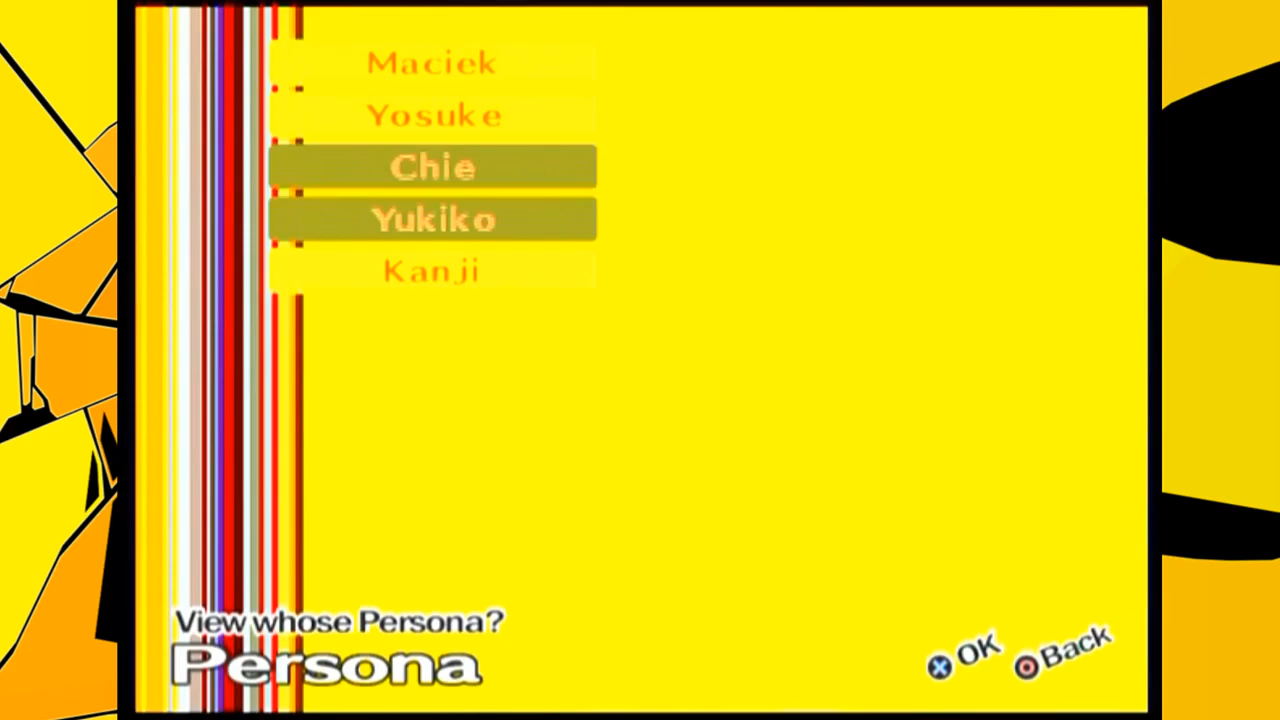 Maciek
Yosuke
Chie
Yukiko
Kanji
View whose Persona?
Persona
OK
Back